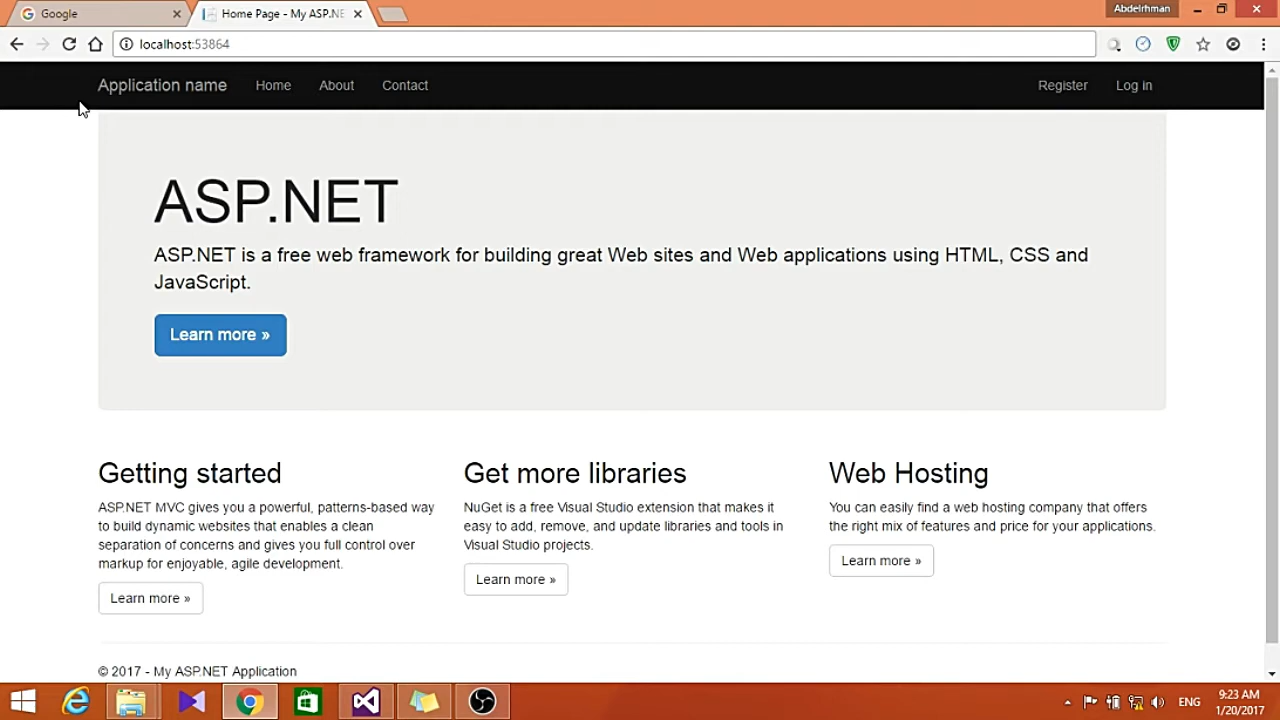 Google
Home Page - My ASP.NE
Abdelrhman
localhost:53864
Application name Home About Contact Register Log in
ASP.NET
ASP.NET is a free web framework for building great Web sites and Web applications using HTML, CSS and
JavaScript.
Learn more »
Getting started
ASP.NET MVC gives you a powerful, patterns-based way
to build dynamic websites that enables a clean
separation of concerns and gives you full control over
markup for enjoyable, agile development.
Learn more »
Get more libraries
NuGet is a free Visual Studio extension that makes it
easy to add, remove, and update libraries and tools in
Visual Studio projects.
Learn more »
Web Hosting
You can easily find a web hosting company that offers
the right mix of features and price for your applications.
Learn more »
© 2017 - My ASP.NET Application
ENG
9:23 AM
1/20/2017